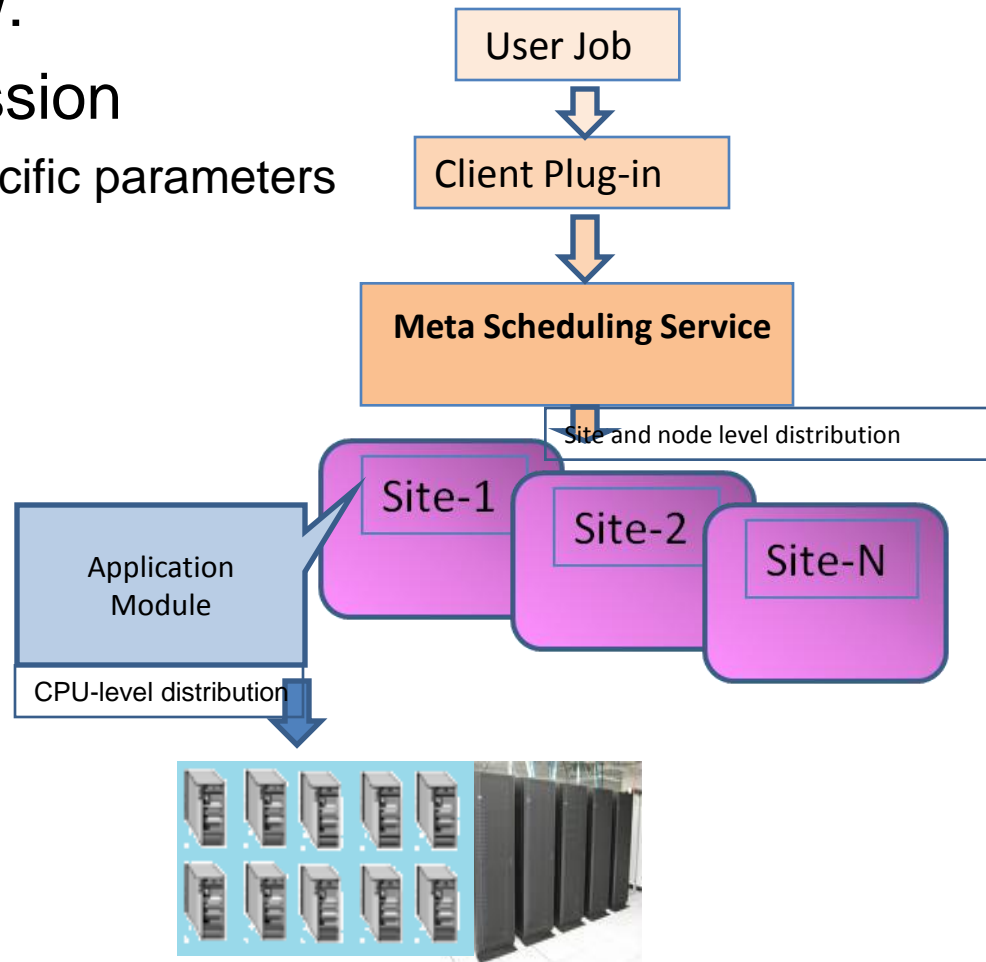 y.
ssion
cific parameters
User Job
Client Plug-in
Meta Scheduling Service
Site and node level distribution
Site-1
Site-2
Site-N
Application
Module
CPU-level distribution